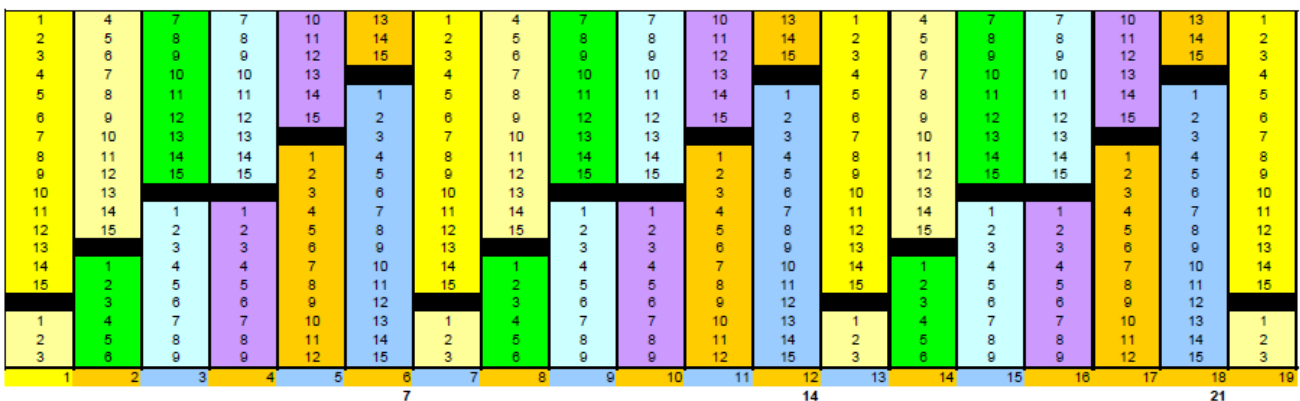 1 4 7 7 10 13 1 4 7 7 10 13 1 4 7 7 10 13 1
2 5 8 8 11 14 2 5 8 8 11 14 2 5 8 8 11 14 2
3 6 9 9 12 15 3 6 9 9 12 15 3 6 9 9 12 15 3
4 7 10 10 13 4 7 10 10 13 4 7 10 10 13 4
5 8 11 11 14 1 5 8 11 11 14 1 5 8 11 11 14 1 5
6 9 12 12 15 2 6 9 12 12 15 2 6 9 12 12 15 2 6
7 10 13 13 3 7 10 13 13 3 7 10 13 13 3 7
8 11 14 14 1 4 8 11 14 14 1 4 8 11 14 14 1 4 8
9 12 15 15 2 5 9 12 15 15 2 5 9 12 15 15 2 5 9
10 13 3 6 10 13 3 6 10 13 3 6 10
11 14 1 1 4 7 11 14 1 1 4 7 11 14 1 1 4 7 11
12 15 2 2 5 8 12 15 2 2 5 8 12 15 2 2 5 8 12
13 3 3 6 9 13 3 3 6 9 13 3 3 6 9 13
14 1 4 4 7 10 14 1 4 4 7 10 14 1 4 4 7 10 14
15 2 5 5 8 11 15 2 5 5 8 11 15 2 5 5 8 11 15
3 6 6 9 12 3 6 6 9 12 3 6 6 9 12
1 4 7 7 10 13 1 4 7 7 10 13 1 4 7 7 10 13 1
2 5 8 8 11 14 2 5 8 8 11 14 2 5 8 8 11 14 2
3 6 9 9 12 15 3 6 9 9 12 15 3 6 9 9 12 15 3
1 2 3 4 5 6 7 8 9 10 11 12 13 14 15 16 17 18 19
7 14 21